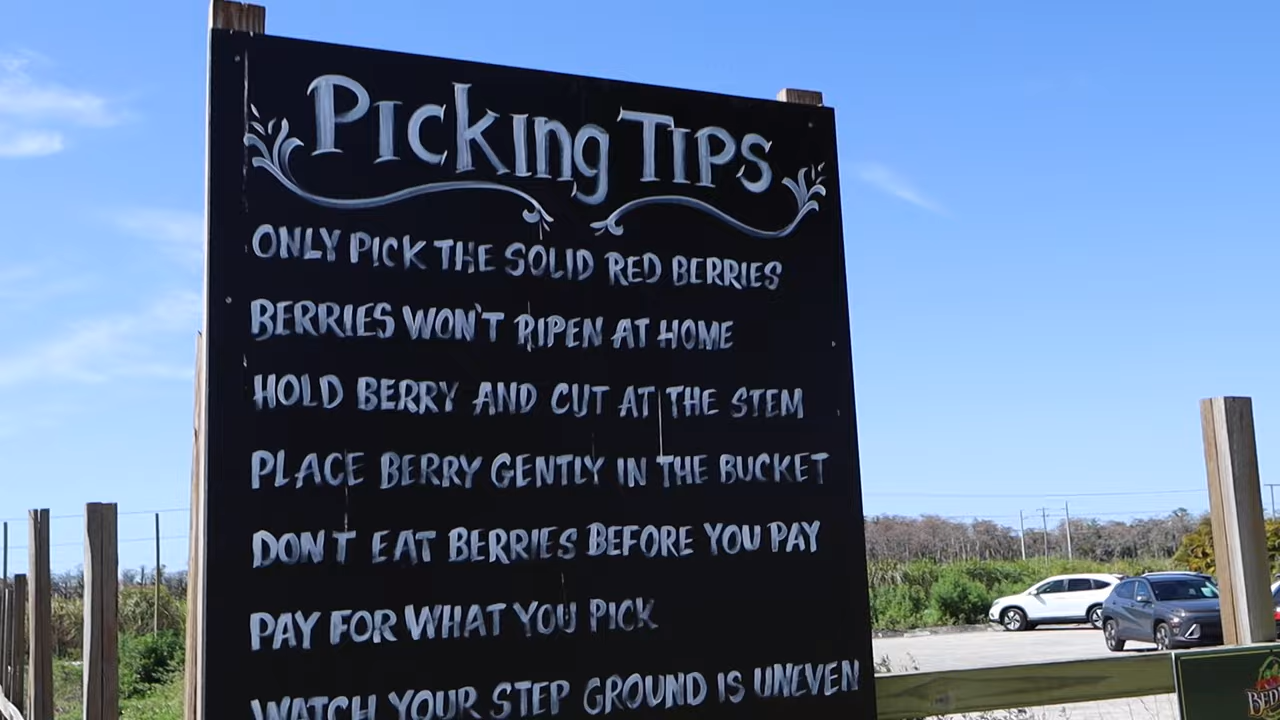 PICKING TIPS
ONLY PICK THE SOLID RED BERRIES
BERRIES WON'T RIPEN AT HOME
HOLD BERRY AND CUT AT THE STEM
PLACE BERRY GENTLY IN THE BUCKET
DON'T EAT BERRIES BEFORE YOU PAY
PAY FOR WHAT YOU PICK
WATCH YOUR STEP GROUND IS UNEVEN